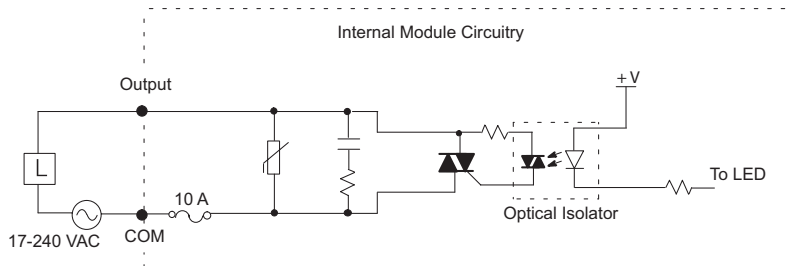 Internal Module Circuitry
Output
+V
L
10 A
To LED
Optical Isolator
COM
17-240 VAC